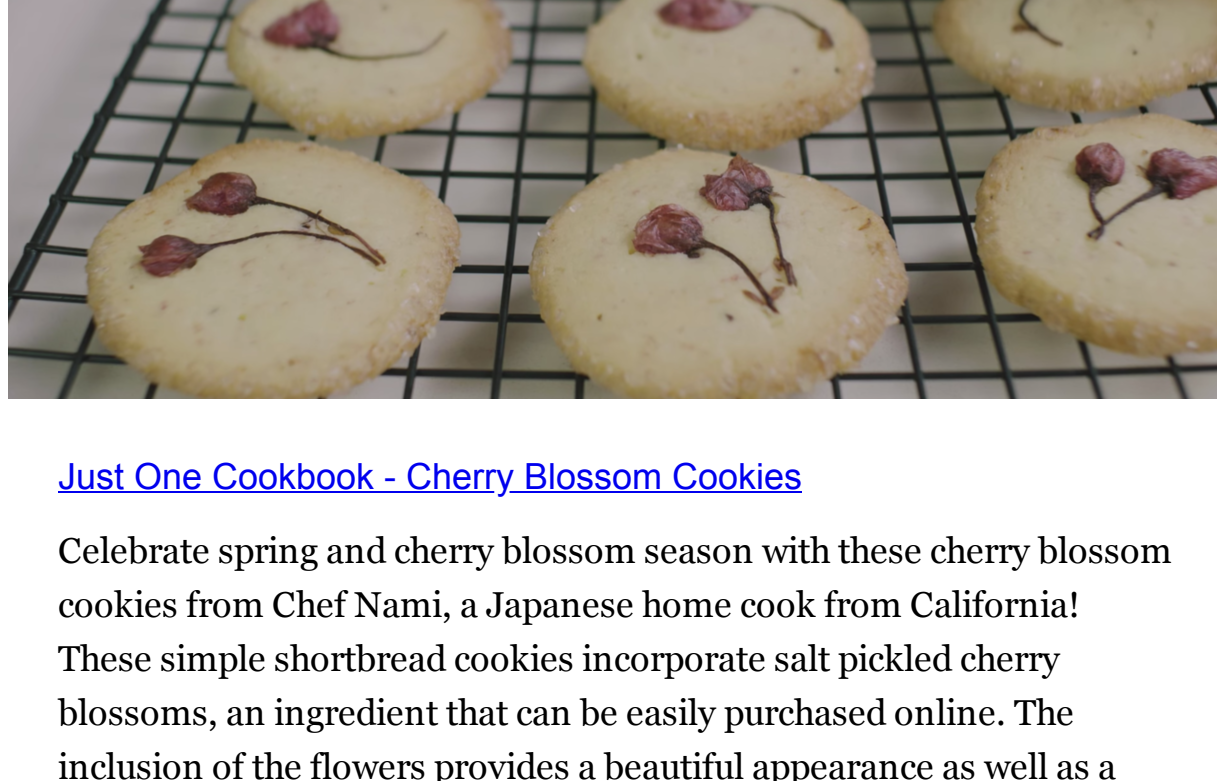 Just One Cookbook - Cherry Blossom Cookies
Celebrate spring and cherry blossom season with these cherry blossom
cookies from Chef Nami, a Japanese home cook from California!
These simple shortbread cookies incorporate salt pickled cherry
blossoms, an ingredient that can be easily purchased online. The
inclusion of the flowers provides a beautiful appearance as well as a